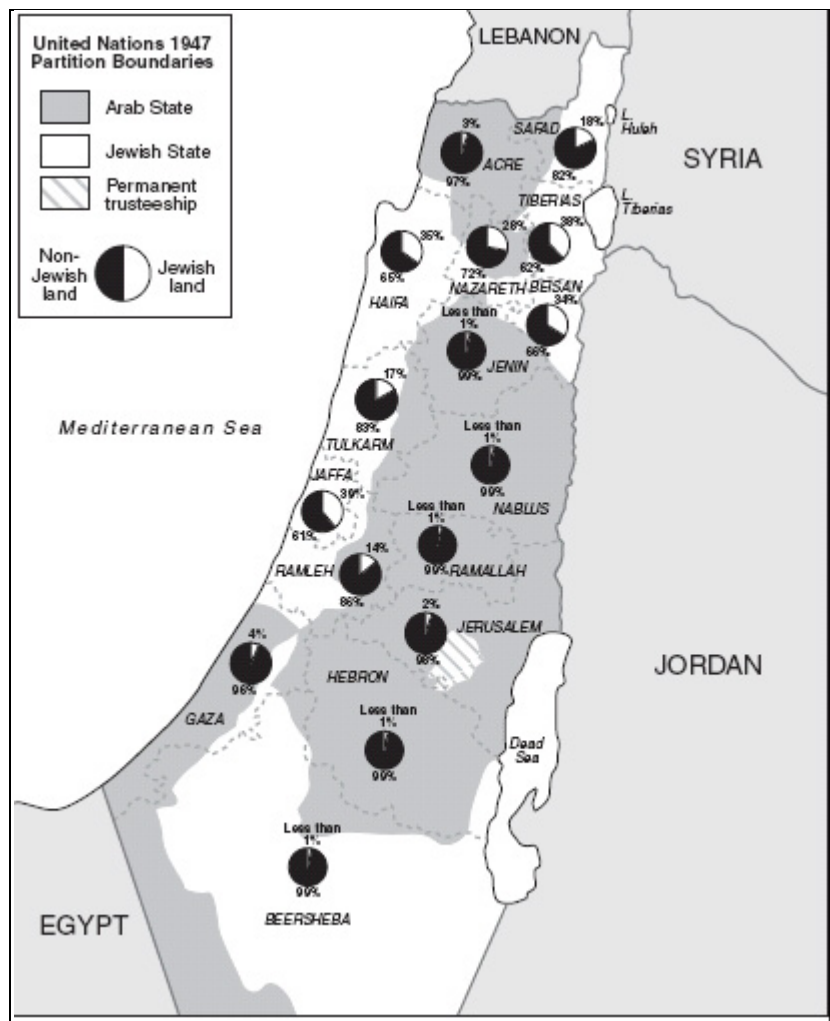 United Nations 1947
Partition Boundaries
Arab State
Jewish State
Permanent
trusteeship
Non-
Jewish
land
Jewish
land
LEBANON
SYRIA
JORDAN
EGYPT
Mediterranean Sea
L.
Huleh
L.
Tiberias
Dead
Sea
3%
ACRE
97%
SAFAD
18%
82%
TIBERIAS
38%
62%
28%
72%
NAZARETH
BEISAN
34%
66%
35%
65%
HAIFA
Less than
1%
99%
JENIN
17%
83%
TULKARM
Less than
1%
99%
NABLUS
JAFFA
39%
61%
Less than
1%
99%
RAMALLAH
RAMLEH
14%
86%
2%
JERUSALEM
98%
4%
96%
GAZA
HEBRON
Less than
1%
99%
Less than
1%
99%
BEERSHEBA